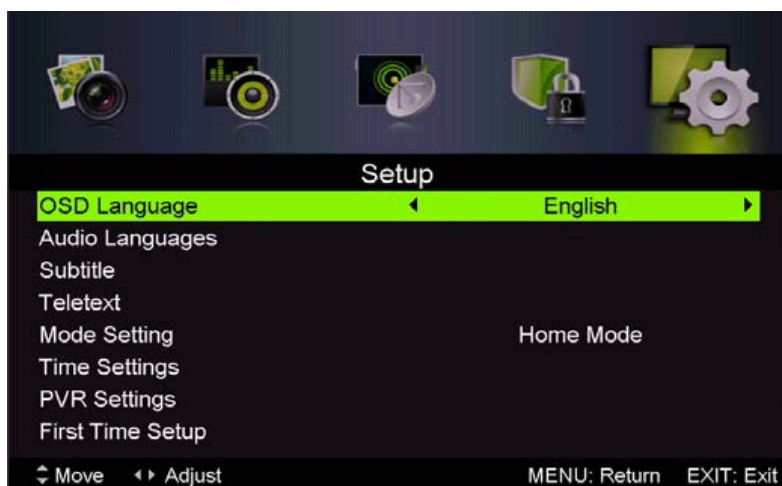 Setup
OSD Language English
Audio Languages
Subtitle
Teletext
Mode Setting Home Mode
Time Settings
PVR Settings
First Time Setup
Move Adjust MENU: Return EXIT: Exit